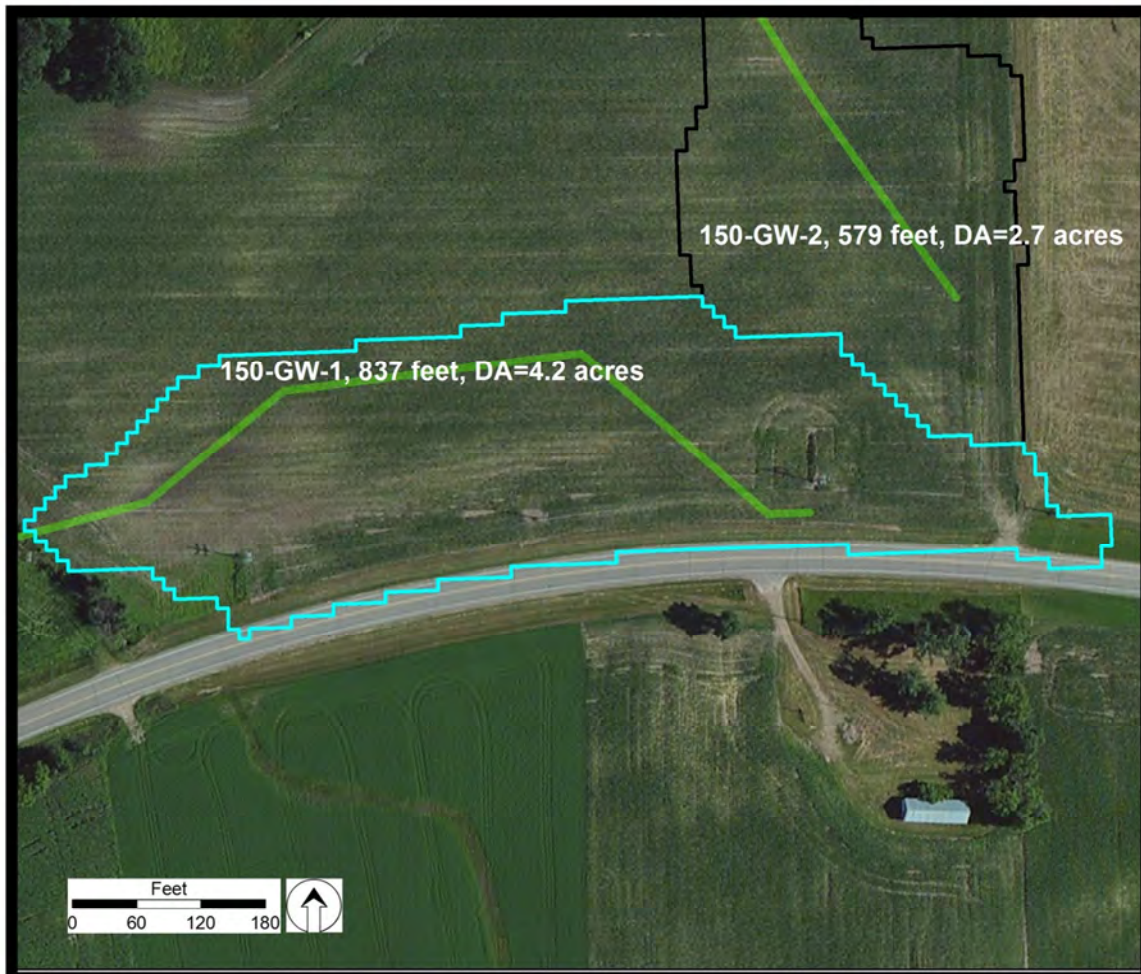 150-GW-2, 579 feet, DA=2.7 acres
150-GW-1, 837 feet, DA=4.2 acres
Feet
0 60 120 180